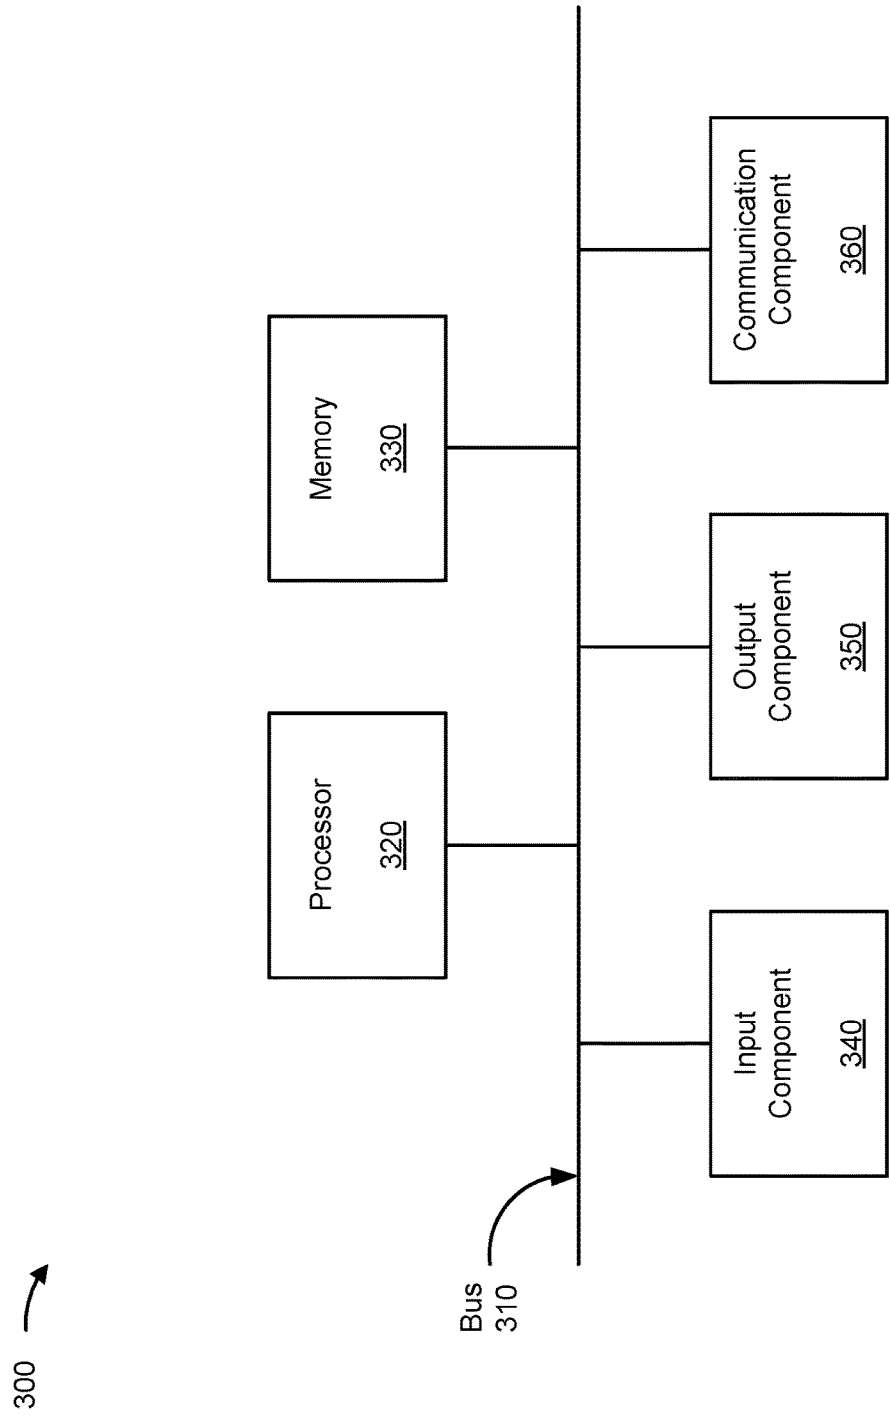 300
Processor
320
Memory
330
Bus
310
Input
Component
340
Output
Component
350
Communication
Component
360